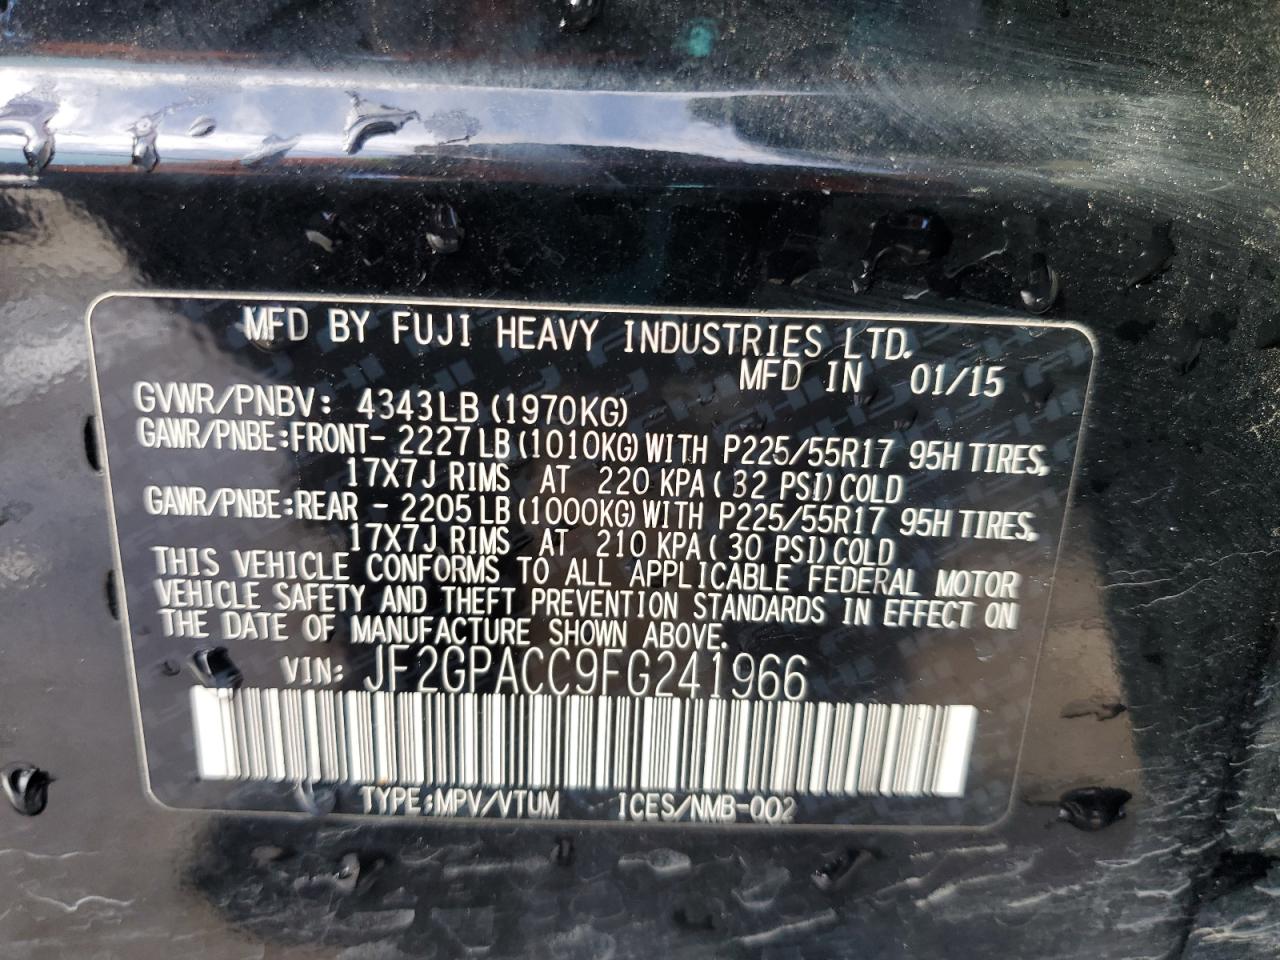 MFD BY FUJI HEAVY INDUSTRIES LTD.
MFD IN 01/15
GVWR/PNBV: 4343LB (1970KG)
GAWR/PNBE:FRONT- 2227LB (1010KG) WITH P225/55R17 95H TIRES,
17X7J RIMS AT 220 KPA ( 32 PSI) COLD
GAWR/PNBE:REAR - 2205LB (1000KG) WITH P225/55R17 95H TIRES,
17X7J RIMS AT 210 KPA ( 30 PSI) COLD
THIS VEHICLE CONFORMS TO ALL APPLICABLE FEDERAL MOTOR
VEHICLE SAFETY AND THEFT PREVENTION STANDARDS IN EFFECT ON
THE DATE OF MANUFACTURE SHOWN ABOVE.
VIN: JF2GPACC9FG241966
TYPE:MPV/VTUM ICES/NMB-002